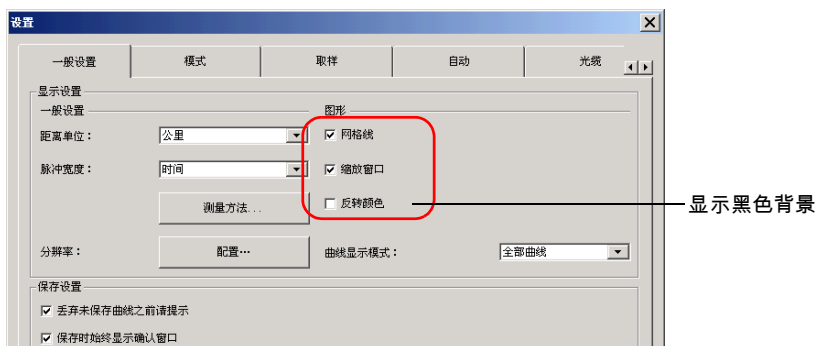 设置
一般设置 模式 取样 自动 光缆
显示设置
一般设置 图形
距离单位： 公里 网格线
脉冲宽度： 时间 缩放窗口
测量方法... 反转颜色 显示黑色背景
分辨率： 配置… 曲线显示模式： 全部曲线
保存设置
丢弃未保存曲线之前请提示
保存时始终显示确认窗口